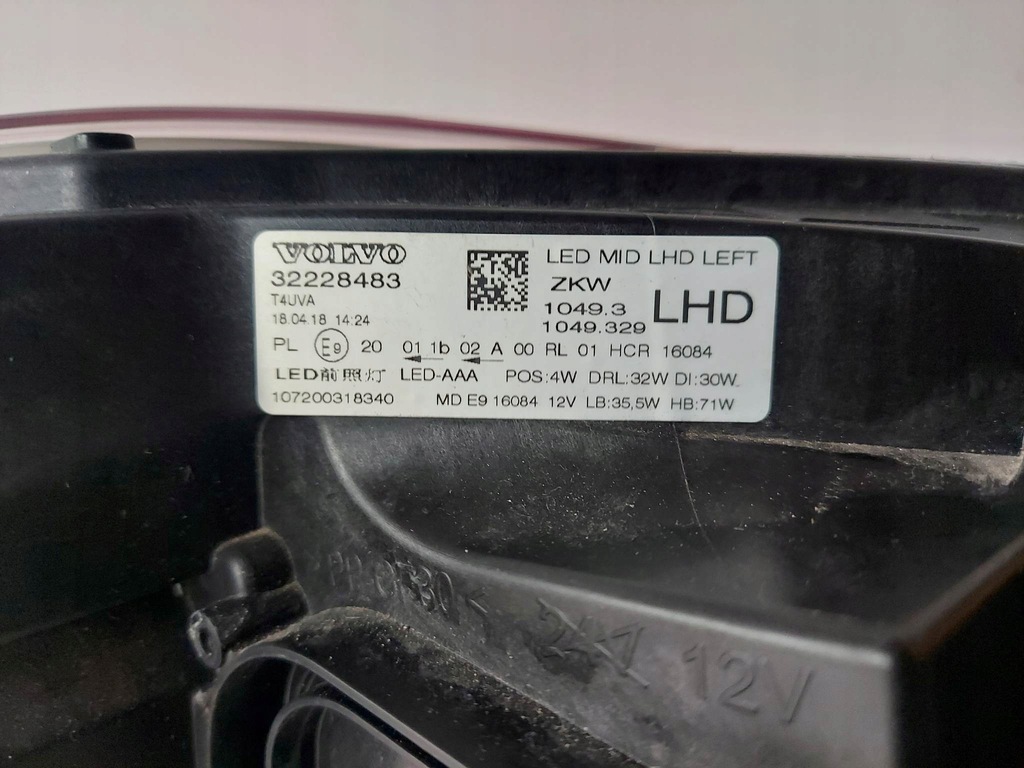 VOLVO
32228483
T4UVA
18.04.18 14:24
LED MID LHD LEFT
ZKW
1049.3
1049.329
LHD
PL E9 20 01 1b 02 A 00 RL 01 HCR 16084
LED前照灯 LED-AAA POS:4W DRL:32W DI:30W
107200318340 MD E9 16084 12V LB:35,5W HB:71W
12V